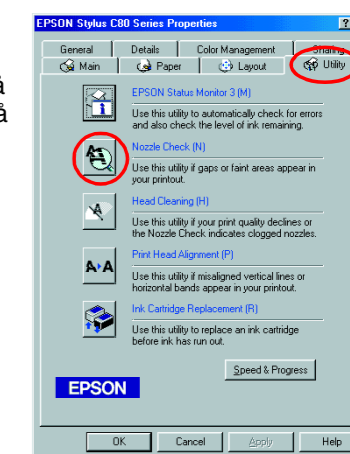 å
å
EPSON Stylus C80 Series Properties
?
General Details Color Management Sharing
Main Paper Layout Utility
EPSON Status Monitor 3 (M)
Use this utility to automatically check for errors
and also check the level of ink remaining.
Nozzle Check (N)
Use this utility if gaps or faint areas appear in
your printout.
Head Cleaning (H)
Use this utility if your print quality declines or
the Nozzle Check indicates clogged nozzles.
Print Head Alignment (P)
Use this utility if misaligned vertical lines or
horizontal bands appear in your printout.
Ink Cartridge Replacement (R)
Use this utility to replace an ink cartridge
before ink has run out.
Speed & Progress
EPSON
OK Cancel Apply Help